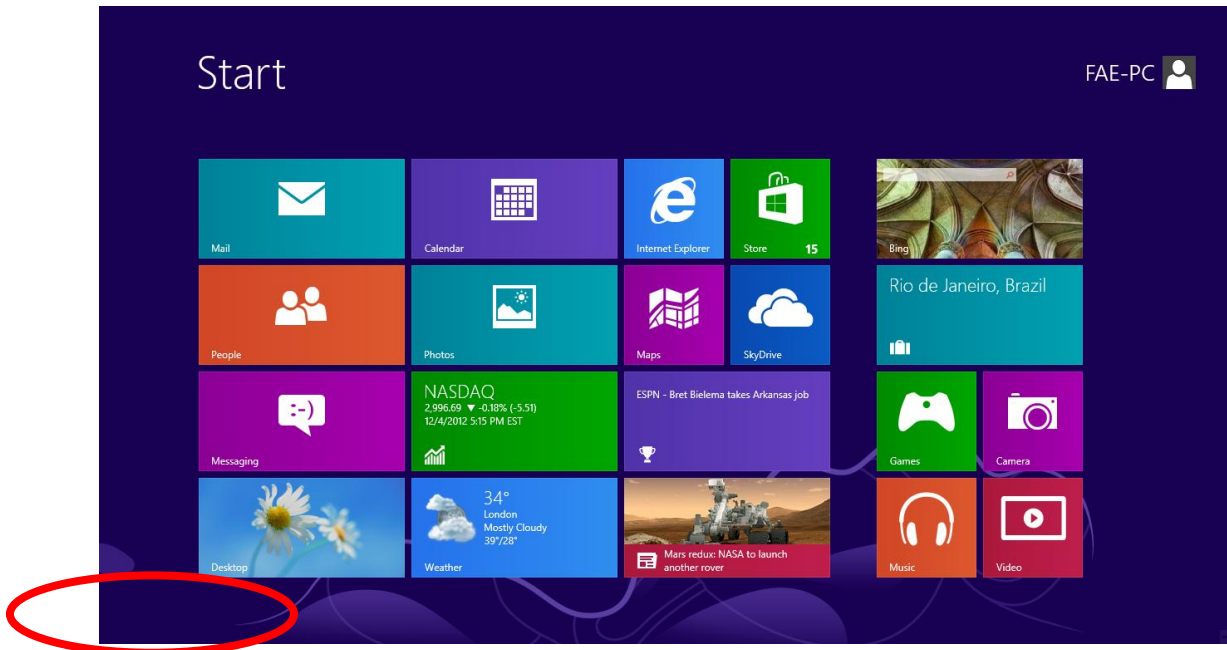 Start
FAE-PC
Mail
Calendar
Internet Explorer
Store
15
Bing
People
Photos
Maps
SkyDrive
Rio de Janeiro, Brazil
Messaging
:-)
NASDAQ
2,996.69 ▼ -0.18% (-5.51)
12/4/2012 5:15 PM EST
ESPN - Bret Bielema takes Arkansas job
Games
Camera
Desktop
34°
London
Mostly Cloudy
39°/28°
Weather
Mars redux: NASA to launch
another rover
Music
Video